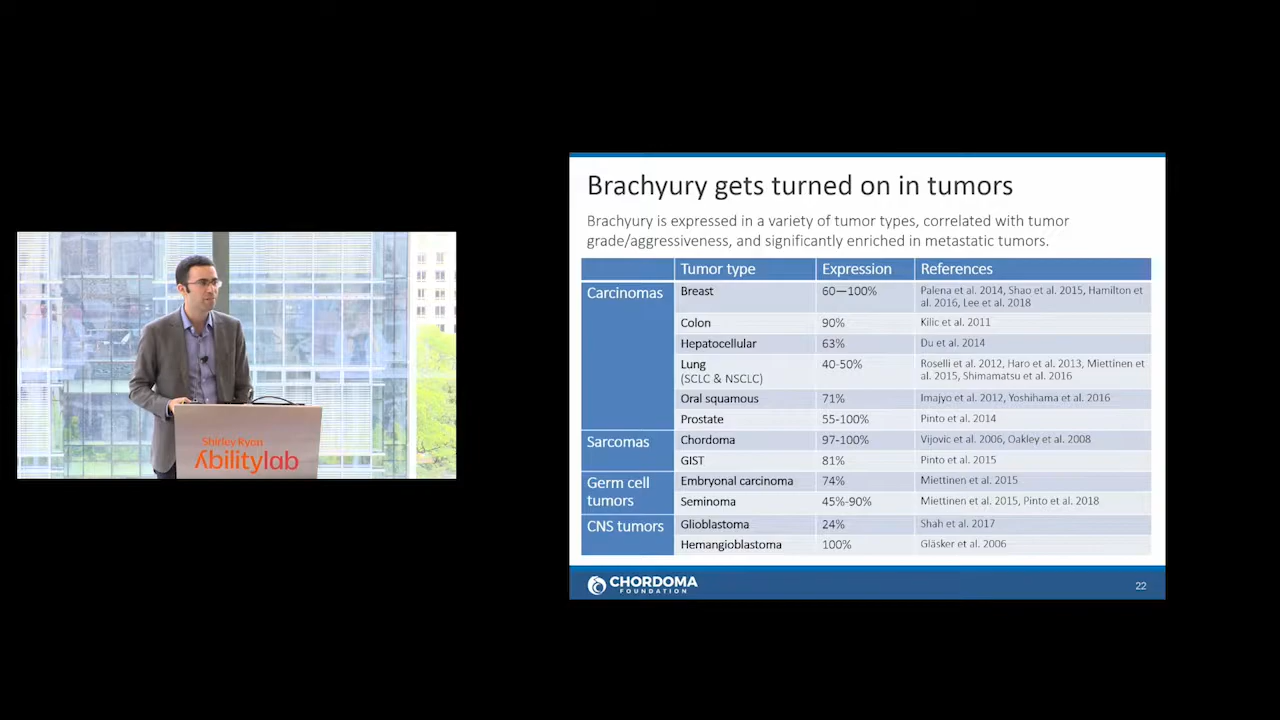 Brachyury gets turned on in tumors
Brachyury is expressed in a variety of tumor types, correlated with tumor
grade/aggressiveness, and significantly enriched in metastatic tumors.
Tumor type Expression References
Carcinomas Breast 60—100% Palena et al. 2014, Shao et al. 2015, Hamilton et
al. 2016, Lee et al. 2018
Colon 90% Kilic et al. 2011
Hepatocellular 63% Du et al. 2014
Lung 40-50% Roselli et al. 2012, Haro et al. 2013, Miettinen et
(SCLC & NSCLC) al. 2015, Shimamatsu et al. 2016
Oral squamous 71% Imajyo et al. 2012, Yoshihama et al. 2016
Prostate 55-100% Pinto et al. 2014
Sarcomas Chordoma 97-100% Vijovic et al. 2006, Oakley et al. 2008
GIST 81% Pinto et al. 2015
Germ cell Embryonal carcinoma 74% Miettinen et al. 2015
tumors Seminoma 45%-90% Miettinen et al. 2015, Pinto et al. 2018
CNS tumors Glioblastoma 24% Shah et al. 2017
Hemangioblastoma 100% Gläsker et al. 2006
CHORDOMA
FOUNDATION
22
Shirley Ryan
Abilitylab